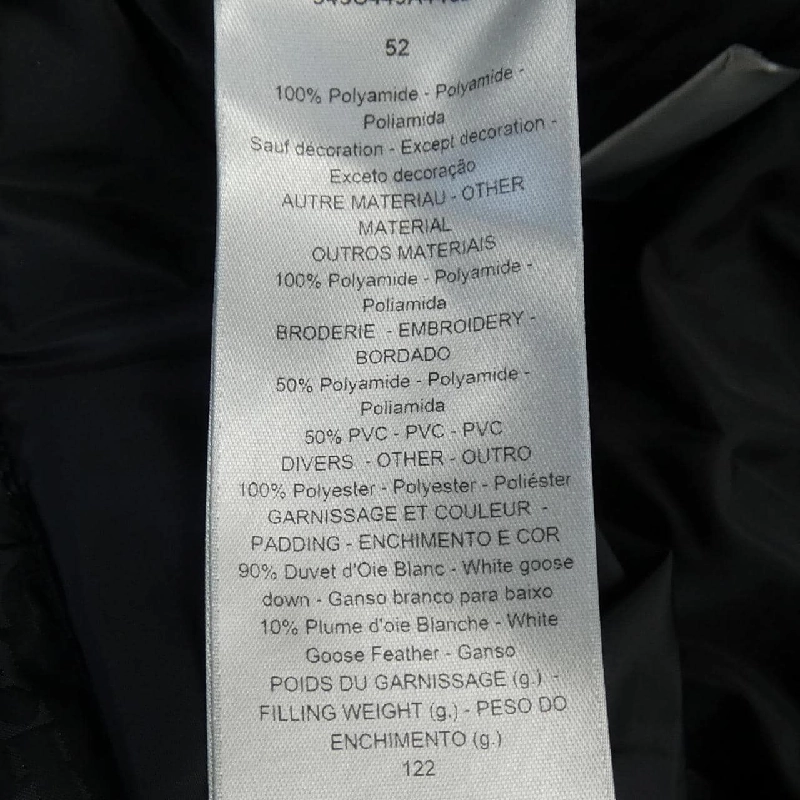 52
100% Polyamide - Polyamide -
Poliamida
Sauf décoration - Except decoration -
Exceto decoração
AUTRE MATERIAU - OTHER
MATERIAL
OUTROS MATERIAIS
100% Polyamide - Polyamide -
Poliamida
BRODERIE - EMBROIDERY -
BORDADO
50% Polyamide - Polyamide -
Poliamida
50% PVC - PVC - PVC
DIVERS - OTHER - OUTRO
100% Polyester - Polyester - Poliéster
GARNISSAGE ET COULEUR -
PADDING - ENCHIMENTO E COR
90% Duvet d'Oie Blanc - White goose
down - Ganso branco para baixo
10% Plume d'oie Blanche - White
Goose Feather - Ganso
POIDS DU GARNISSAGE (g.) -
FILLING WEIGHT (g.) - PESO DO
ENCHIMENTO (g.)
122